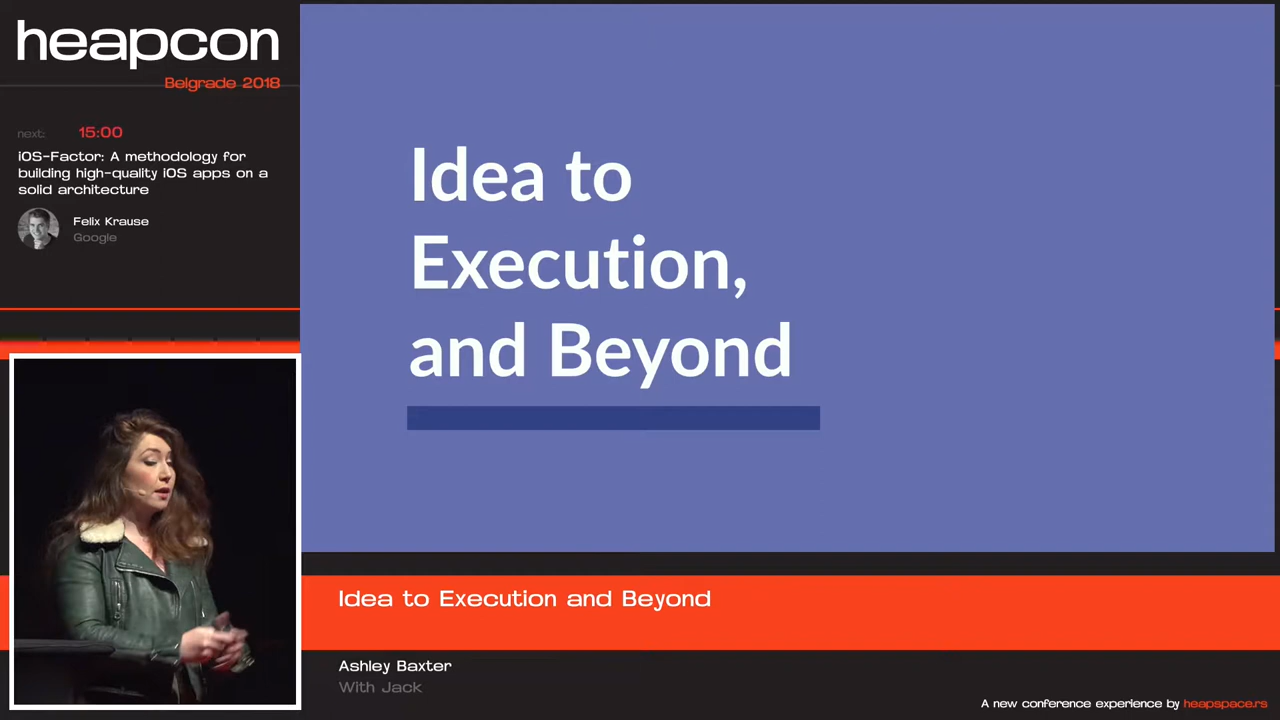 heapcon
Belgrade 2018
next: 15:00
iOS-Factor: A methodology for
building high-quality iOS apps on a
solid architecture
Felix Krause
Google
Idea to
Execution,
and Beyond
Idea to Execution and Beyond
Ashley Baxter
With Jack
A new conference experience by heapspace.rs